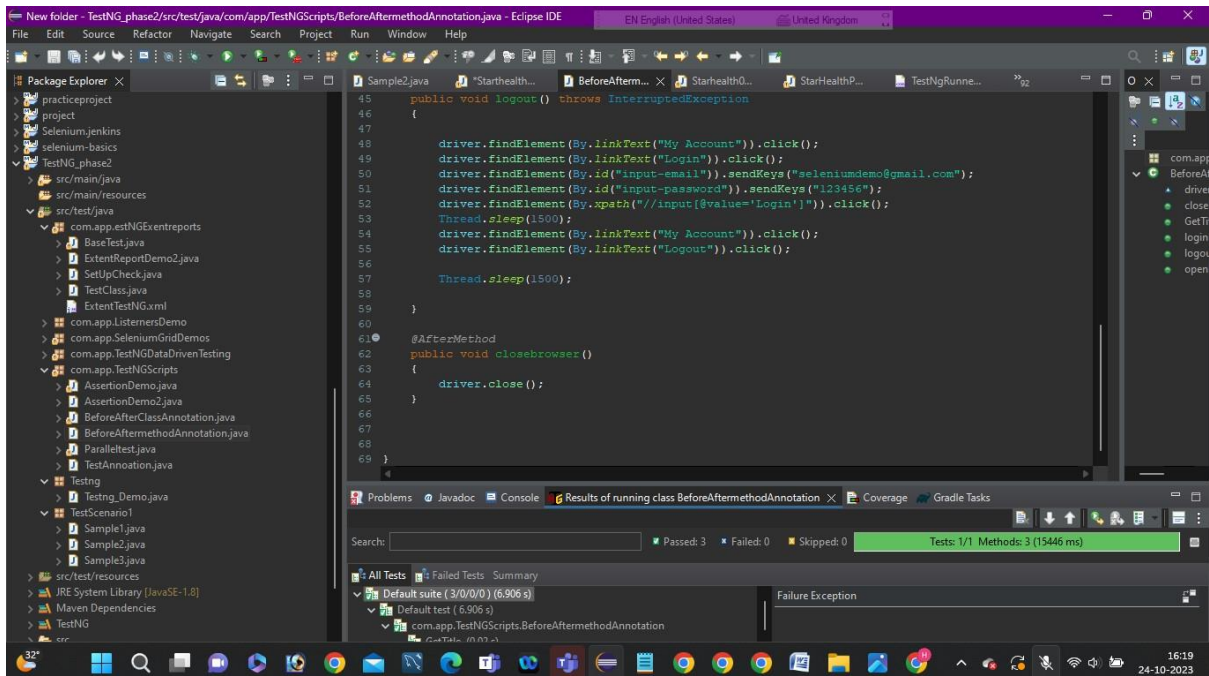 New folder - TestNG_phase2/src/test/java/com/app/TestNGScripts/BeforeAftermethodAnnotation.java - Eclipse IDE
EN English (United States)
United Kingdom
File Edit Source Refactor Navigate Search Project Run Window Help
Package Explorer
Sample2.java *Starhealth... BeforeAfterm... Starhealth0... StarHealthP... TestNgRunne... »92
practiceproject
project
Selenium.jenkins
selenium-basics
TestNG_phase2
src/main/java
src/main/resources
src/test/java
com.app.estNGExentreports
BaseTest.java
ExtentReportDemo2.java
SetUpCheck.java
TestClass.java
ExtentTestNG.xml
com.app.ListernersDemo
com.app.SeleniumGridDemos
com.app.TestNGDataDrivenTesting
com.app.TestNGScripts
AssertionDemo.java
AssertionDemo2.java
BeforeAfterClassAnnotation.java
BeforeAftermethodAnnotation.java
Paralleltest.java
TestAnnoation.java
Testng
Testng_Demo.java
TestScenario1
Sample1.java
Sample2.java
Sample3.java
src/test/resources
JRE System Library [JavaSE-1.8]
Maven Dependencies
TestNG
src
45 public void logout() throws InterruptedException
46 {
47
48 driver.findElement(By.linkText("My Account")).click();
49 driver.findElement(By.linkText("Login")).click();
50 driver.findElement(By.id("input-email")).sendKeys("seleniumdemo@gmail.com");
51 driver.findElement(By.id("input-password")).sendKeys("123456");
52 driver.findElement(By.xpath("//input[@value='Login']")).click();
53 Thread.sleep(1500);
54 driver.findElement(By.linkText("My Account")).click();
55 driver.findElement(By.linkText("Logout")).click();
56
57 Thread.sleep(1500);
58
59 }
60
61 @AfterMethod
62 public void closebrowser()
63 {
64 driver.close();
65 }
66
67
68
69 }
com.app
BeforeAf
drive
close
GetTi
login
logou
open
Problems Javadoc Console Results of running class BeforeAftermethodAnnotation Coverage Gradle Tasks
Search: Passed: 3 Failed: 0 Skipped: 0 Tests: 1/1 Methods: 3 (15446 ms)
All Tests Failed Tests Summary
Default suite ( 3/0/0/0 ) (6.906 s)
Default test ( 6.906 s)
com.app.TestNGScripts.BeforeAftermethodAnnotation
GetTitle (0.02 s)
Failure Exception
32°
16:19
24-10-2023